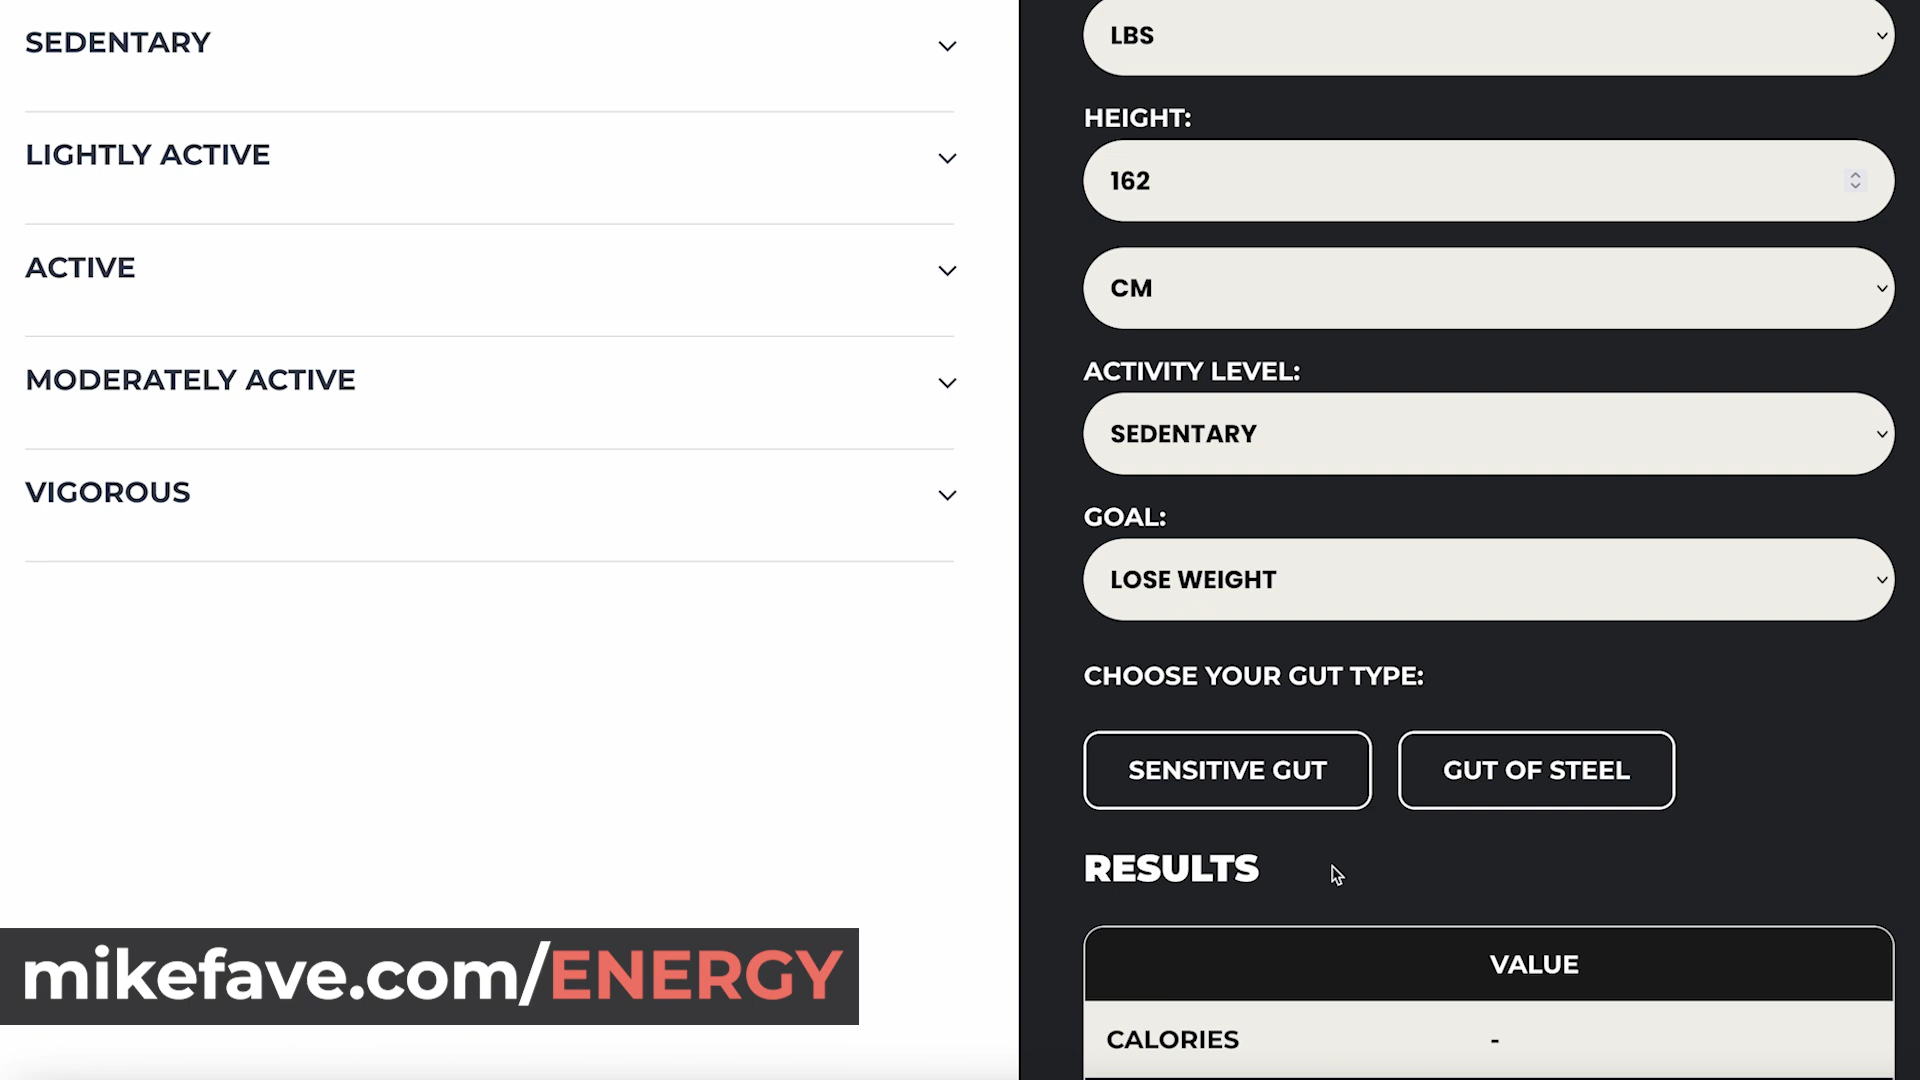 SEDENTARY
LIGHTLY ACTIVE
ACTIVE
MODERATELY ACTIVE
VIGOROUS
mikefave.com/ENERGY
LBS
HEIGHT:
162
CM
ACTIVITY LEVEL:
SEDENTARY
GOAL:
LOSE WEIGHT
CHOOSE YOUR GUT TYPE:
SENSITIVE GUT
GUT OF STEEL
RESULTS
VALUE
CALORIES -